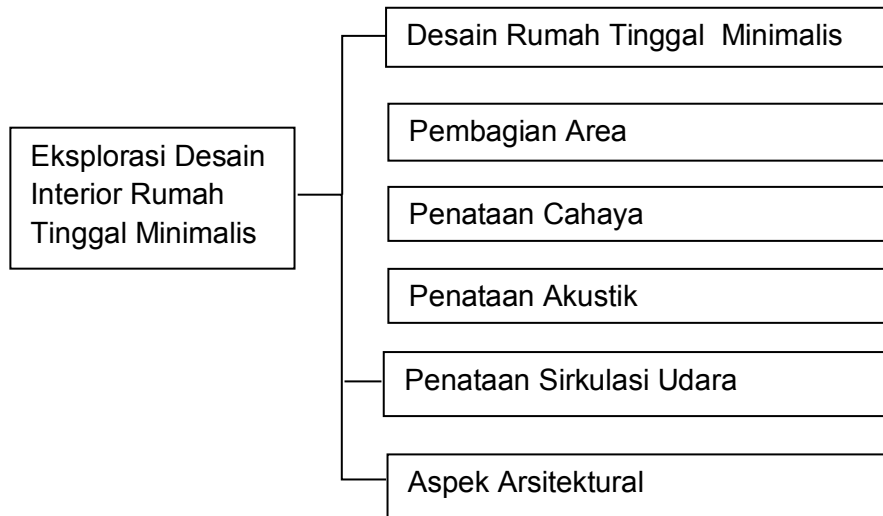 Desain Rumah Tinggal  Minimalis
Pembagian Area
Eksplorasi Desain
Interior Rumah
Tinggal Minimalis
Penataan Cahaya
Penataan Akustik
Penataan Sirkulasi Udara
Aspek Arsitektural